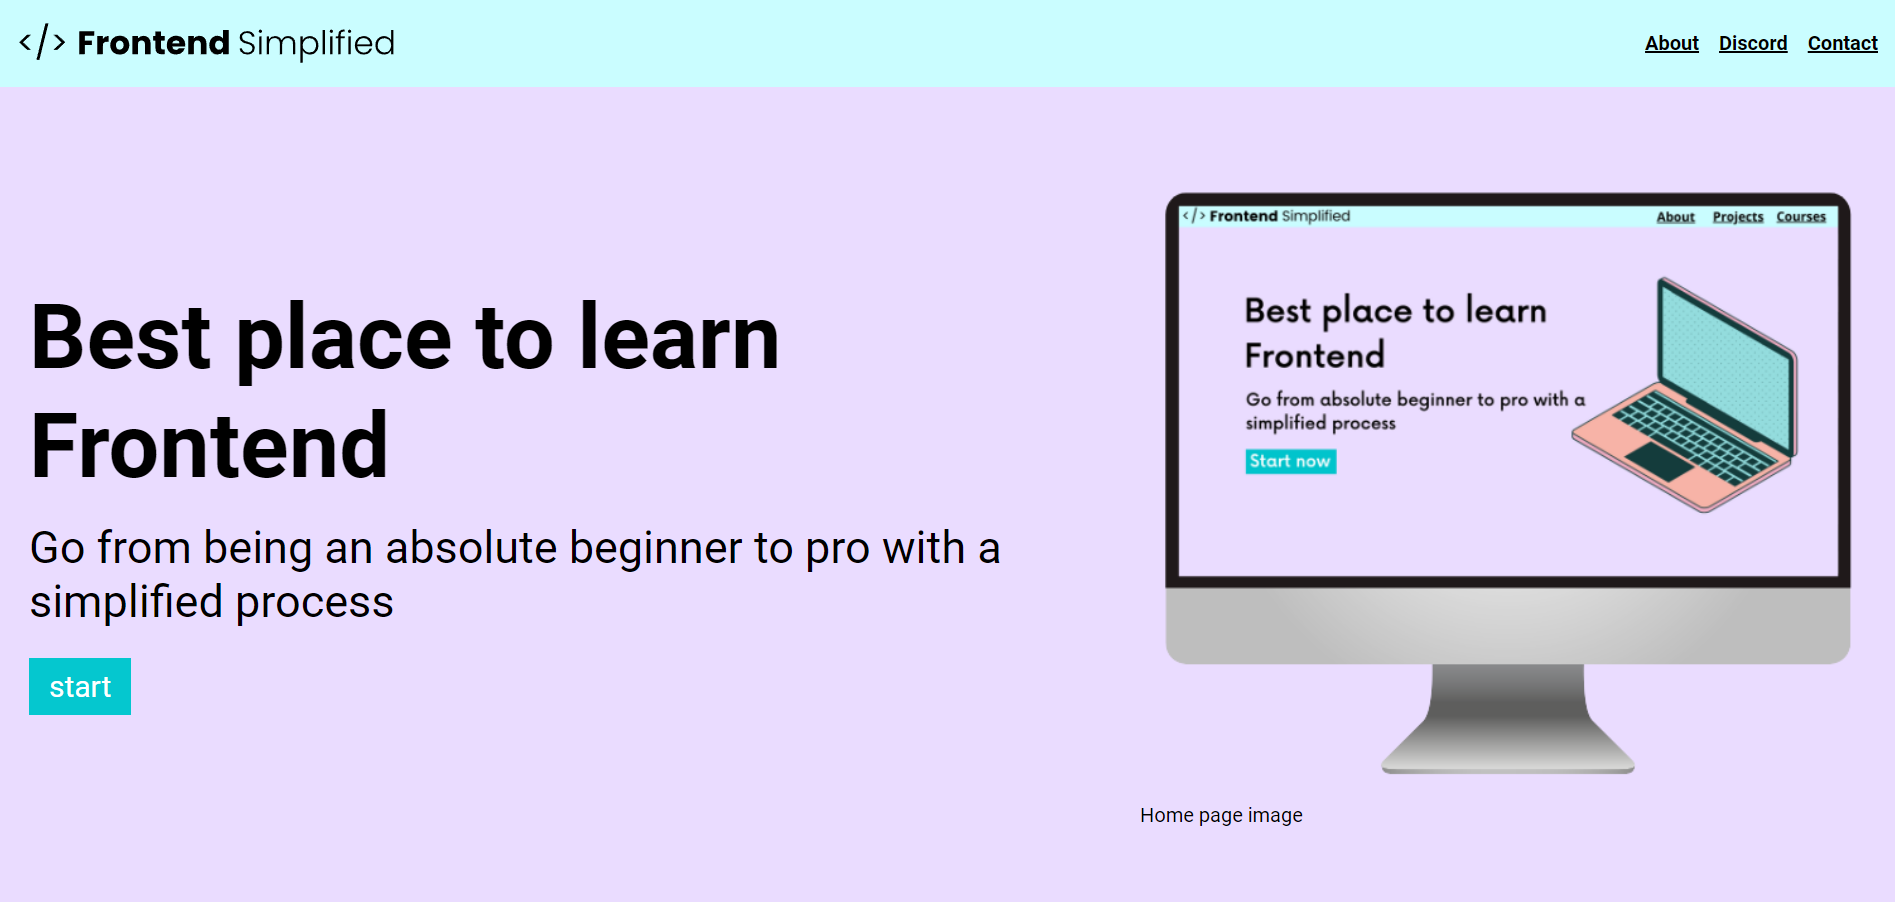 </> Frontend Simplified
About Discord Contact
Best place to learn
Frontend
Go from being an absolute beginner to pro with a
simplified process
start
</> Frontend Simplified
About Projects Courses
Best place to learn
Frontend
Go from absolute beginner to pro with a
simplified process
Start now
Home page image